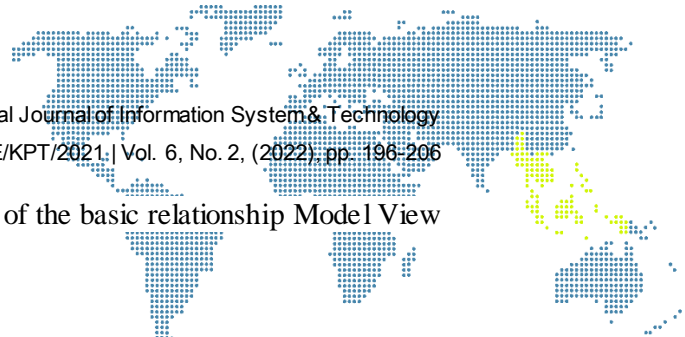 al Journal of Information System & Technology
E/KPT/2021 | Vol. 6, No. 2, (2022), pp. 196-206
of the basic relationship Model View